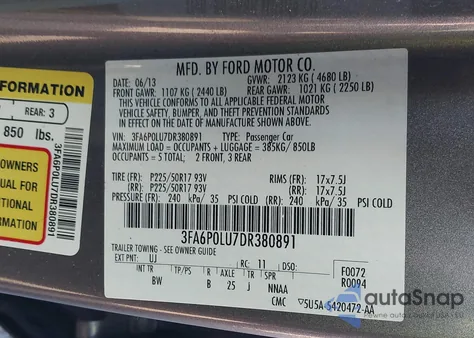 FORMATION
REAR: 3
850 lbs.
OWNERS
UAL FOR
DITIONAL
RMATION
3FA6P0LU7DR380891
MFD. BY FORD MOTOR CO.
DATE: 06/13 GVWR: 2123 KG ( 4680 LB)
FRONT GAWR: 1107 KG ( 2440 LB) REAR GAWR: 1021 KG ( 2250 LB)
THIS VEHICLE CONFORMS TO ALL APPLICABLE FEDERAL MOTOR
VEHICLE SAFETY, BUMPER, AND THEFT PREVENTION STANDARDS
IN EFFECT ON THE DATE OF MANUFACTURE SHOWN ABOVE.
VIN: 3FA6P0LU7DR380891 TYPE: Passenger Car
MAXIMUM LOAD = OCCUPANTS + LUGGAGE = 385KG / 850LB
OCCUPANTS = 5 TOTAL; 2 FRONT, 3 REAR
TIRE (FR): P225/50R17 93V RIMS (FR): 17x7.5J
(RR): P225/50R17 93V (RR): 17x7.5J
PRESSURE (FR): 240 kPa/ 35 PSI COLD (RR): 240 kPa/ 35 PSI COLD
3FA6P0LU7DR380891
TRAILER TOWING - SEE OWNER GUIDE
EXT PNT: UJ RC: 11 DSO: F0072
R0094
INT TR TP/PS R TR SPR
BW B 25 J NNAA
CMC 5U5A-5420472-AA
autoSnap